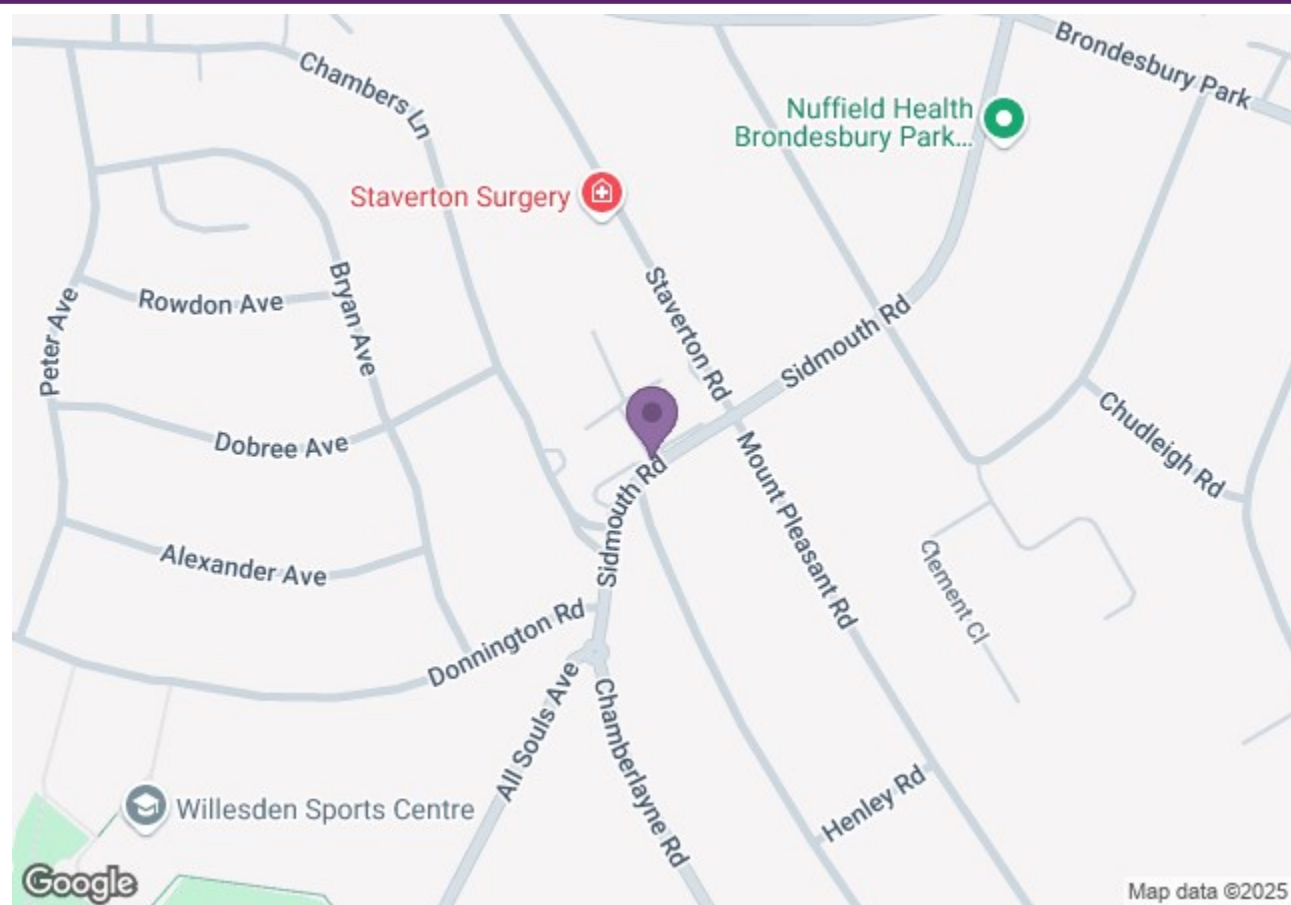 Chambers Ln
Brondesbury Park
Nuffield Health
Brondesbury Park...
Staverton Surgery
Rowdon Ave
Bryan Ave
Peter Ave
Staverton Rd
Sidmouth Rd
Dobree Ave
Chudleigh Rd
Mount Pleasant Rd
Sidmouth Rd
Alexander Ave
Clement Cl
Donnington Rd
All Souls Ave
Chamberlayne Rd
Henley Rd
Willesden Sports Centre
Google
Map data ©2025